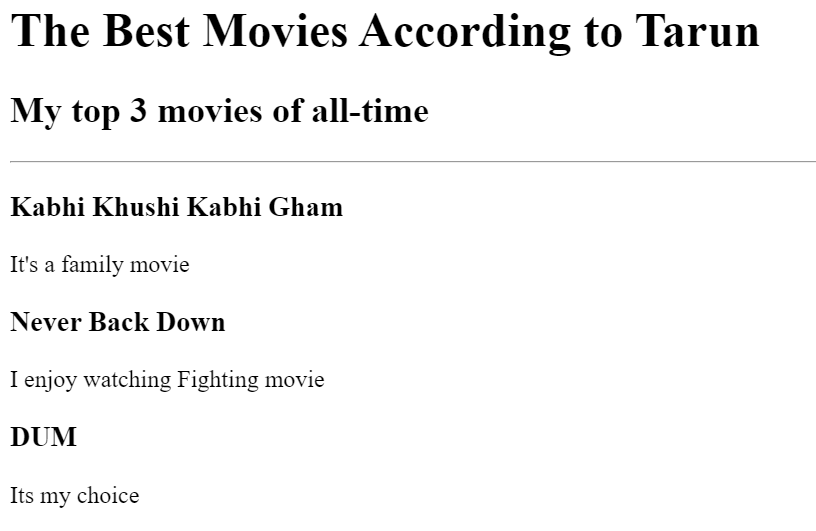 The Best Movies According to Tarun
My top 3 movies of all-time
Kabhi Khushi Kabhi Gham
It's a family movie
Never Back Down
I enjoy watching Fighting movie
DUM
Its my choice